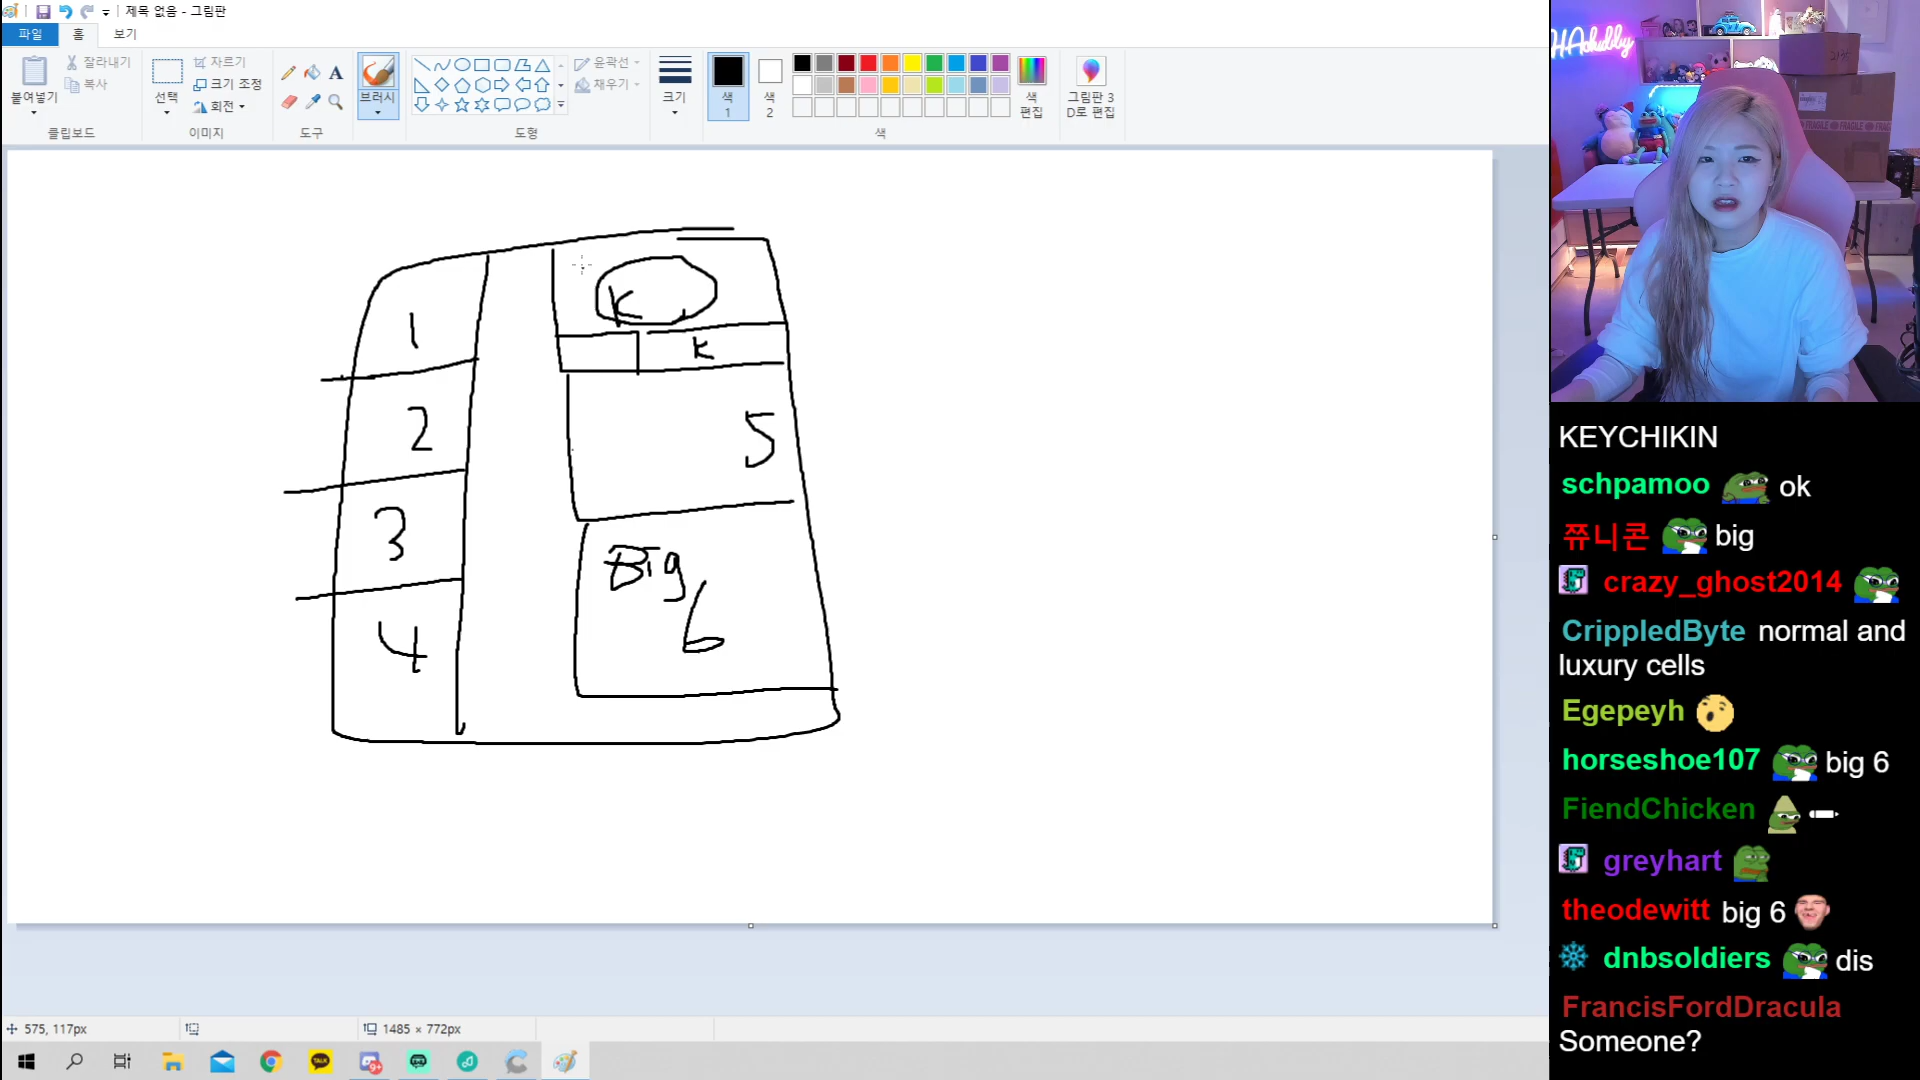 제목 없음 - 그림판
파일
홈
보기
붙여넣기
잘라내기
복사
클립보드
선택
자르기
크기 조정
회전
이미지
A
도구
브러시
윤곽선
채우기
도형
크기
색
1
색
2
색
편집
색
그림판 3
D로 편집
1
2
3
4
K
K
5
Big
6
FRAGILE
KEYCHIKIN
schpamoo ok
쮸니콘 big
crazy_ghost2014
CrippledByte normal and
luxury cells
Egepeyh
horseshoe107 big 6
FiendChicken
greyhart
theodewitt big 6
dnbsoldiers dis
FrancisFordDracula
Someone?
575, 117px
1485 × 772px
TALK
9+